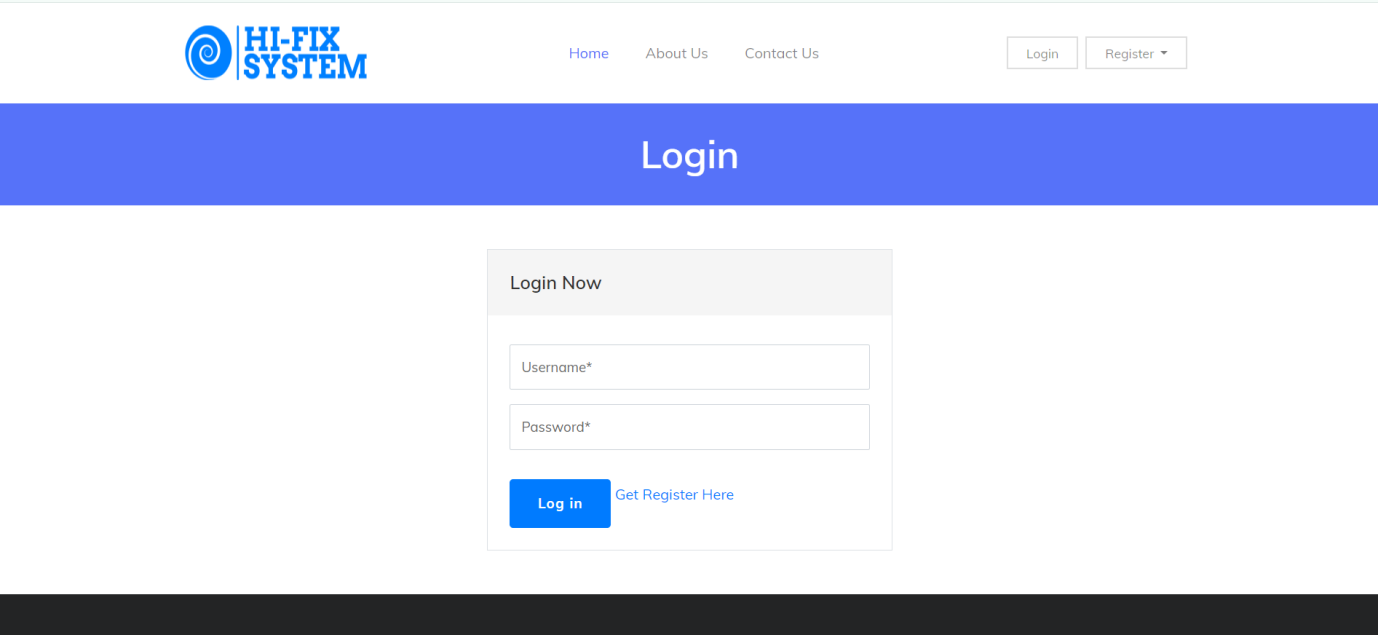 HI-FIX
SYSTEM
Home About Us Contact Us
Login Register
Login
Login Now
Username*
Password*
Log in Get Register Here